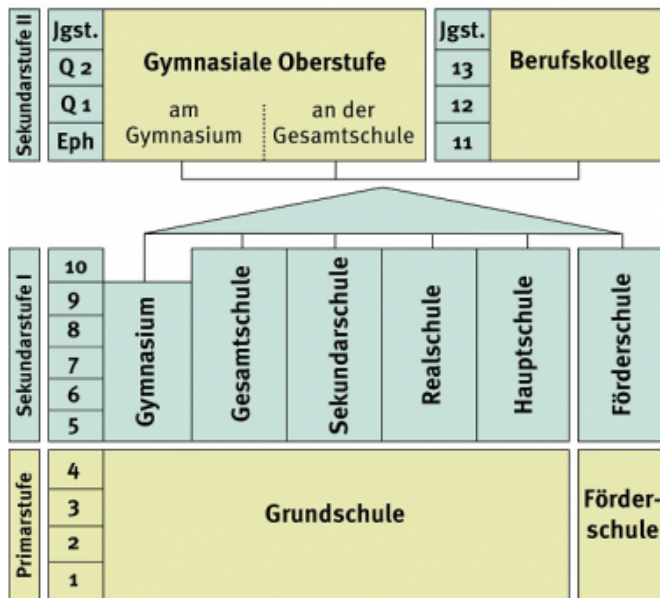 Sekundarstufe II
Jgst.
Q 2
Q 1
Eph
Gymnasiale Oberstufe
am
Gymnasium
an der
Gesamtschule
Jgst.
13
12
11
Berufskolleg
Sekundarstufe I
10
9
8
7
6
5
Gymnasium
Gesamtschule
Sekundarschule
Realschule
Hauptschule
Förderschule
Primarstufe
4
3
2
1
Grundschule
Förder-
schule